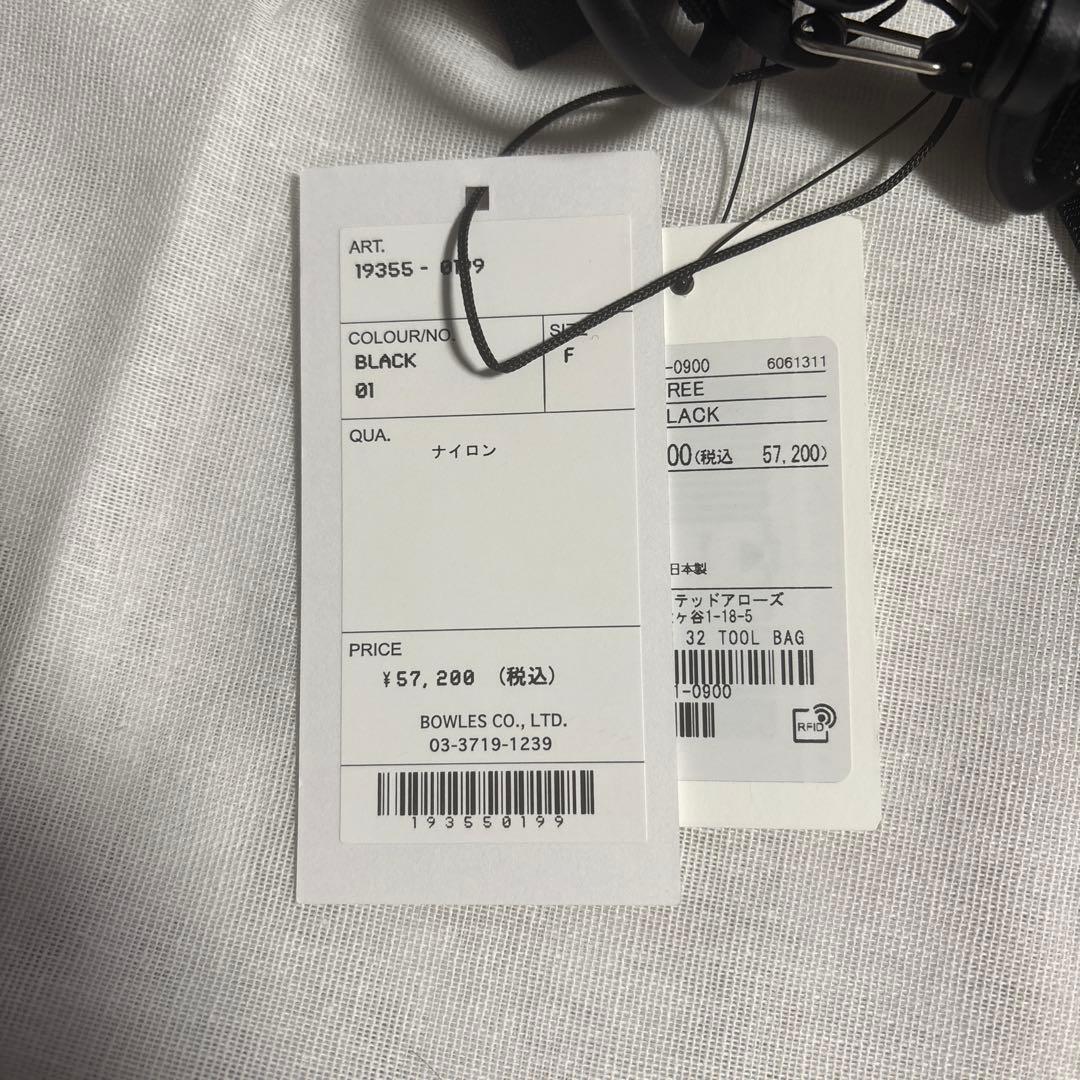 ART.
19355 - 0199
COLOUR/NO.
BLACK
01
SIZE
F
QUA.
ナイロン
PRICE
¥57,200 (税込)
BOWLES CO., LTD.
03-3719-1239
1935550199
-0900 6061311
REE
LACK
00(税込 57,200)
日本製
テッドアローズ
ケ谷1-18-5
32 TOOL BAG
1-0900
RFID